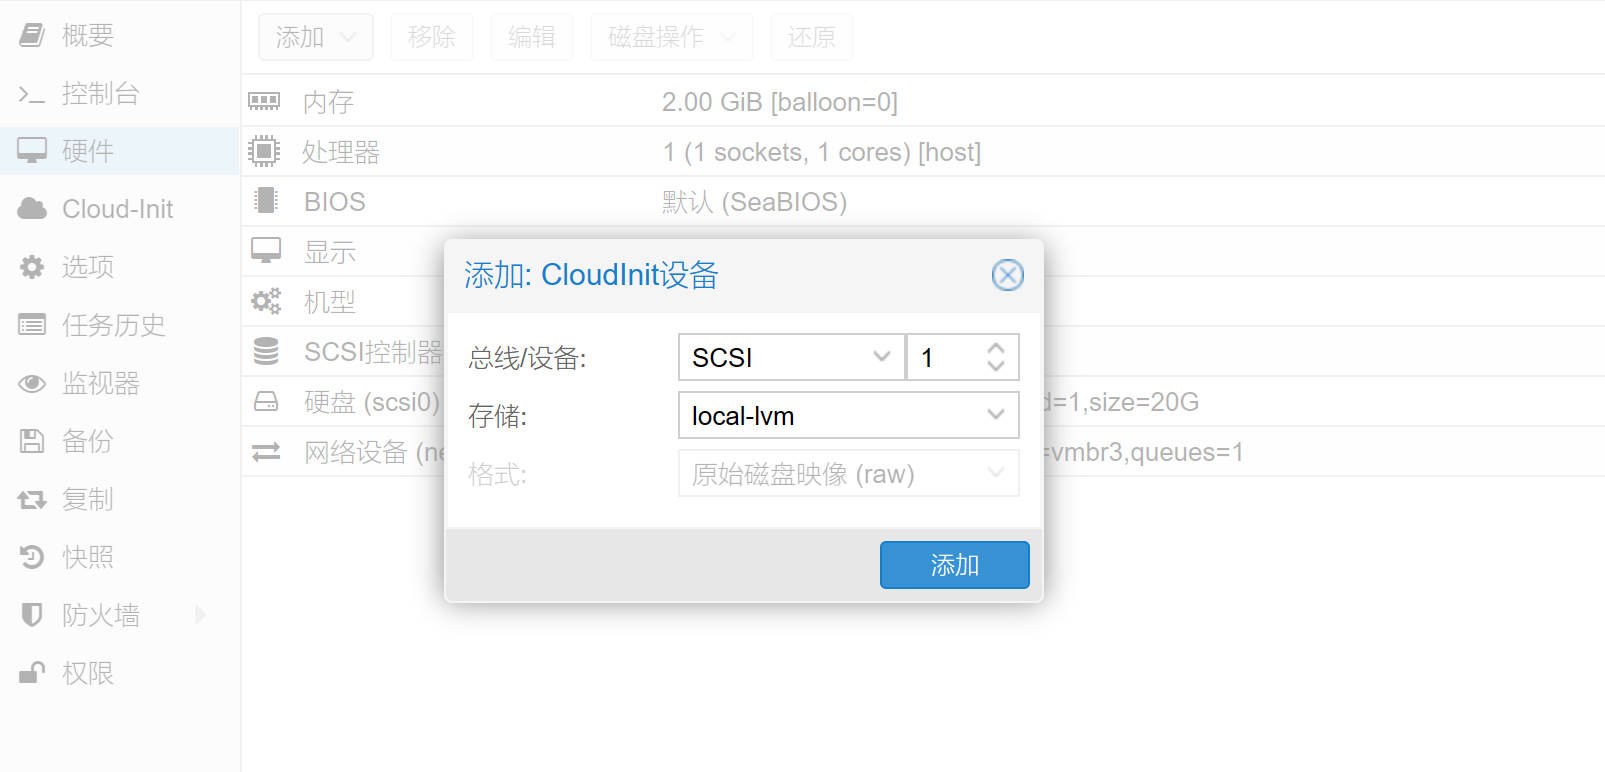 概要
控制台
硬件
Cloud-Init
选项
任务历史
监视器
备份
复制
快照
防火墙
权限
添加 移除 编辑 磁盘操作 还原
内存 2.00 GiB [balloon=0]
处理器 1 (1 sockets, 1 cores) [host]
BIOS 默认 (SeaBIOS)
显示
机型
SCSI控制器
硬盘 (scsi0) d=1,size=20G
网络设备 (ne =vmbr3,queues=1
添加: CloudInit设备
总线/设备: SCSI 1
存储: local-lvm
格式: 原始磁盘映像 (raw)
添加